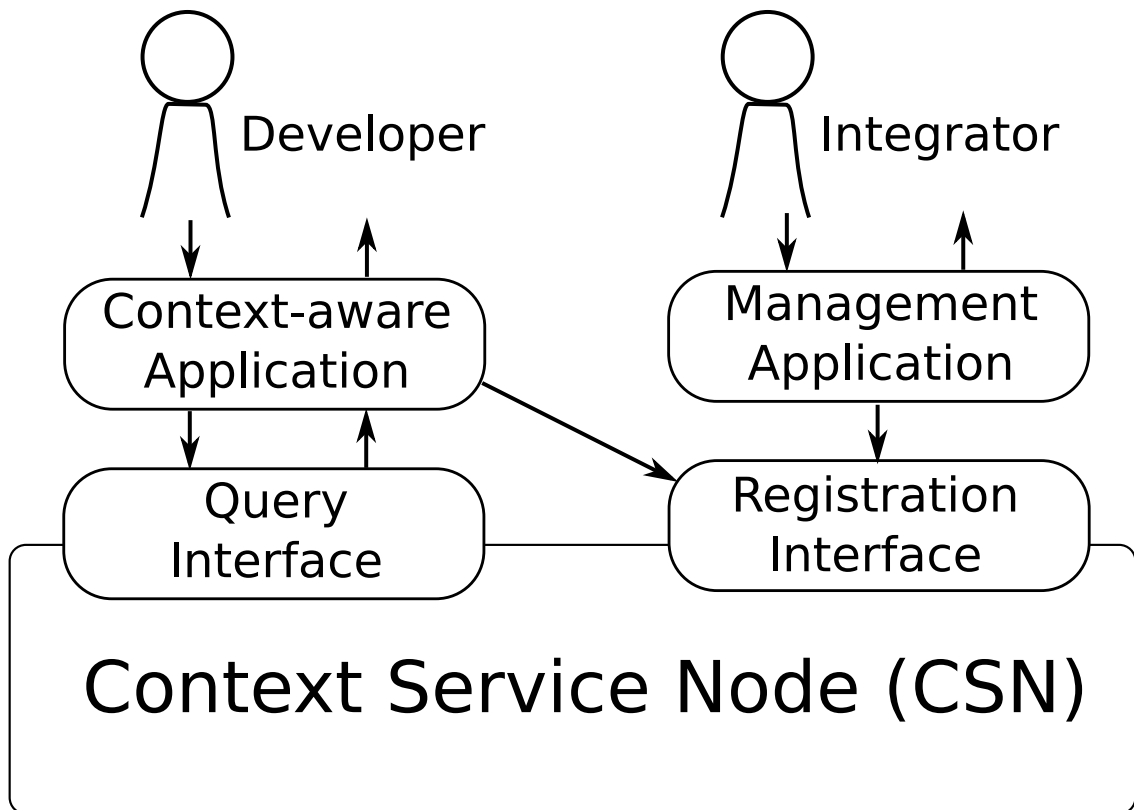 Developer
Integrator
Context-aware
Application
Management
Application
Query
Interface
Registration
Interface
Context Service Node (CSN)